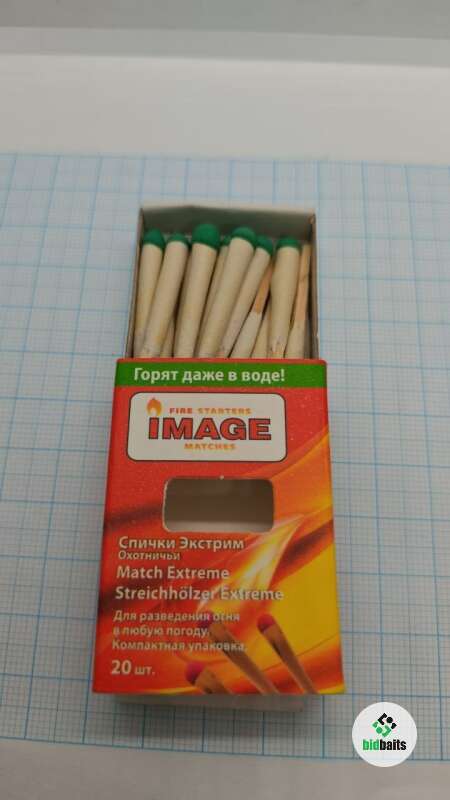 Горят даже в воде!
FIRE STARTERS
IMAGE
MATCHES
Спички Экстрим
Охотничьи
Match Extreme
Streichhölzer Extreme
Для разведения огня
в любую погоду.
Компактная упаковка.
20 шт.
bidbaits